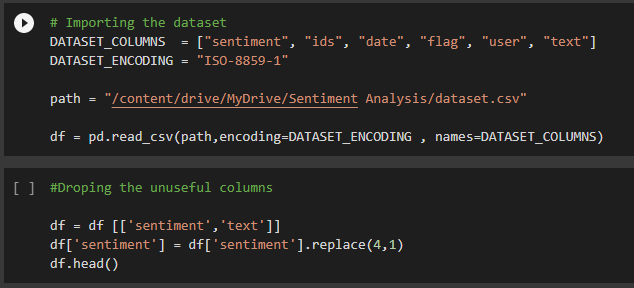 # Importing the dataset
DATASET_COLUMNS  = ["sentiment", "ids", "date", "flag", "user", "text"]
DATASET_ENCODING = "ISO-8859-1"
path = "/content/drive/MyDrive/Sentiment Analysis/dataset.csv"
df = pd.read_csv(path,encoding=DATASET_ENCODING , names=DATASET_COLUMNS)
[ ] #Droping the unuseful columns
df = df [['sentiment','text']]
df['sentiment'] = df['sentiment'].replace(4,1)
df.head()